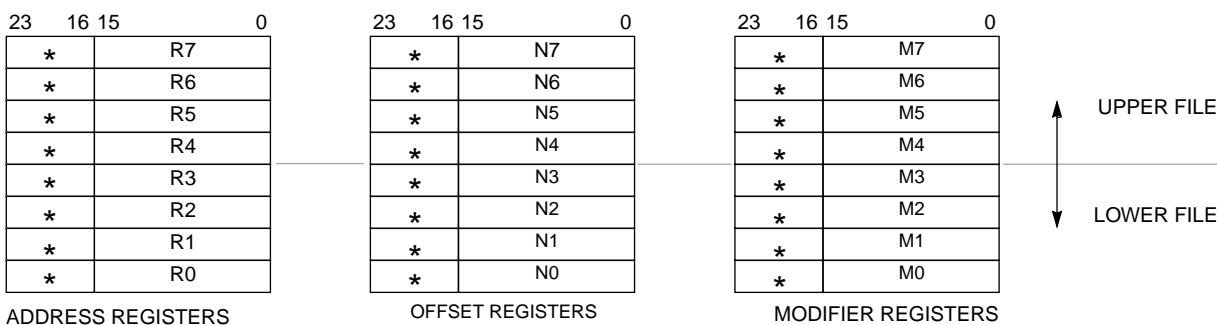 23 16 15 0 23 16 15 0 23 16 15 0
* R7 * N7 * M7
* R6 * N6 * M6
* R5 * N5 * M5 UPPER FILE
* R4 * N4 * M4
* R3 * N3 * M3
* R2 * N2 * M2 LOWER FILE
* R1 * N1 * M1
* R0 * N0 * M0
ADDRESS REGISTERS OFFSET REGISTERS MODIFIER REGISTERS